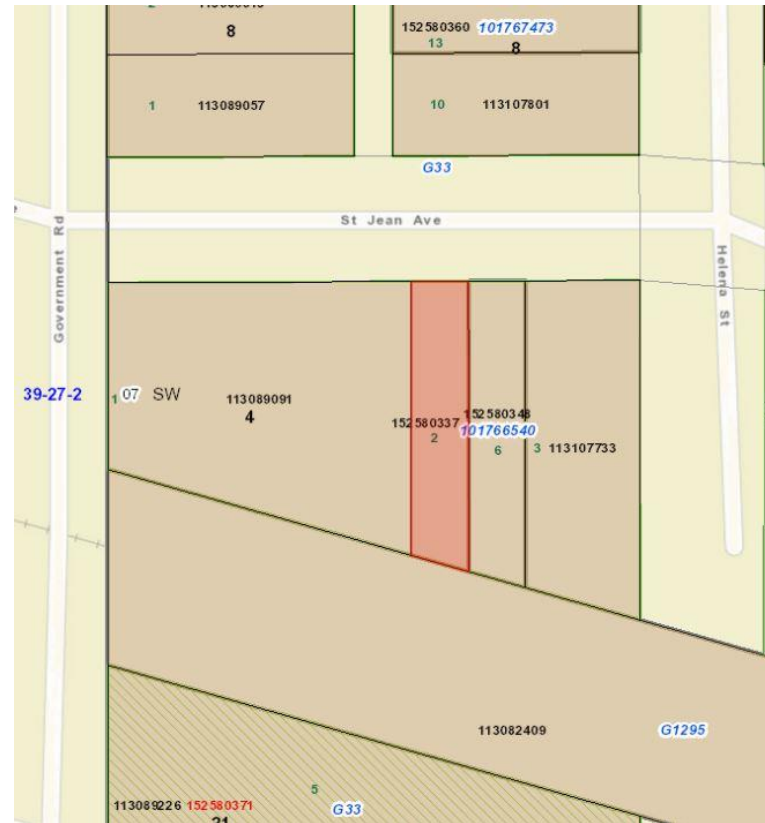 2
8
152580360 101767473
13
8
1 113089057
10 113107801
G33
St Jean Ave
Government Rd
Helena St
39-27-2
1 07 SW
113089091
4
152580337
2
152580348
101766540
6
3 113107733
113082409 G1295
5
G33
113089226 152580371
21